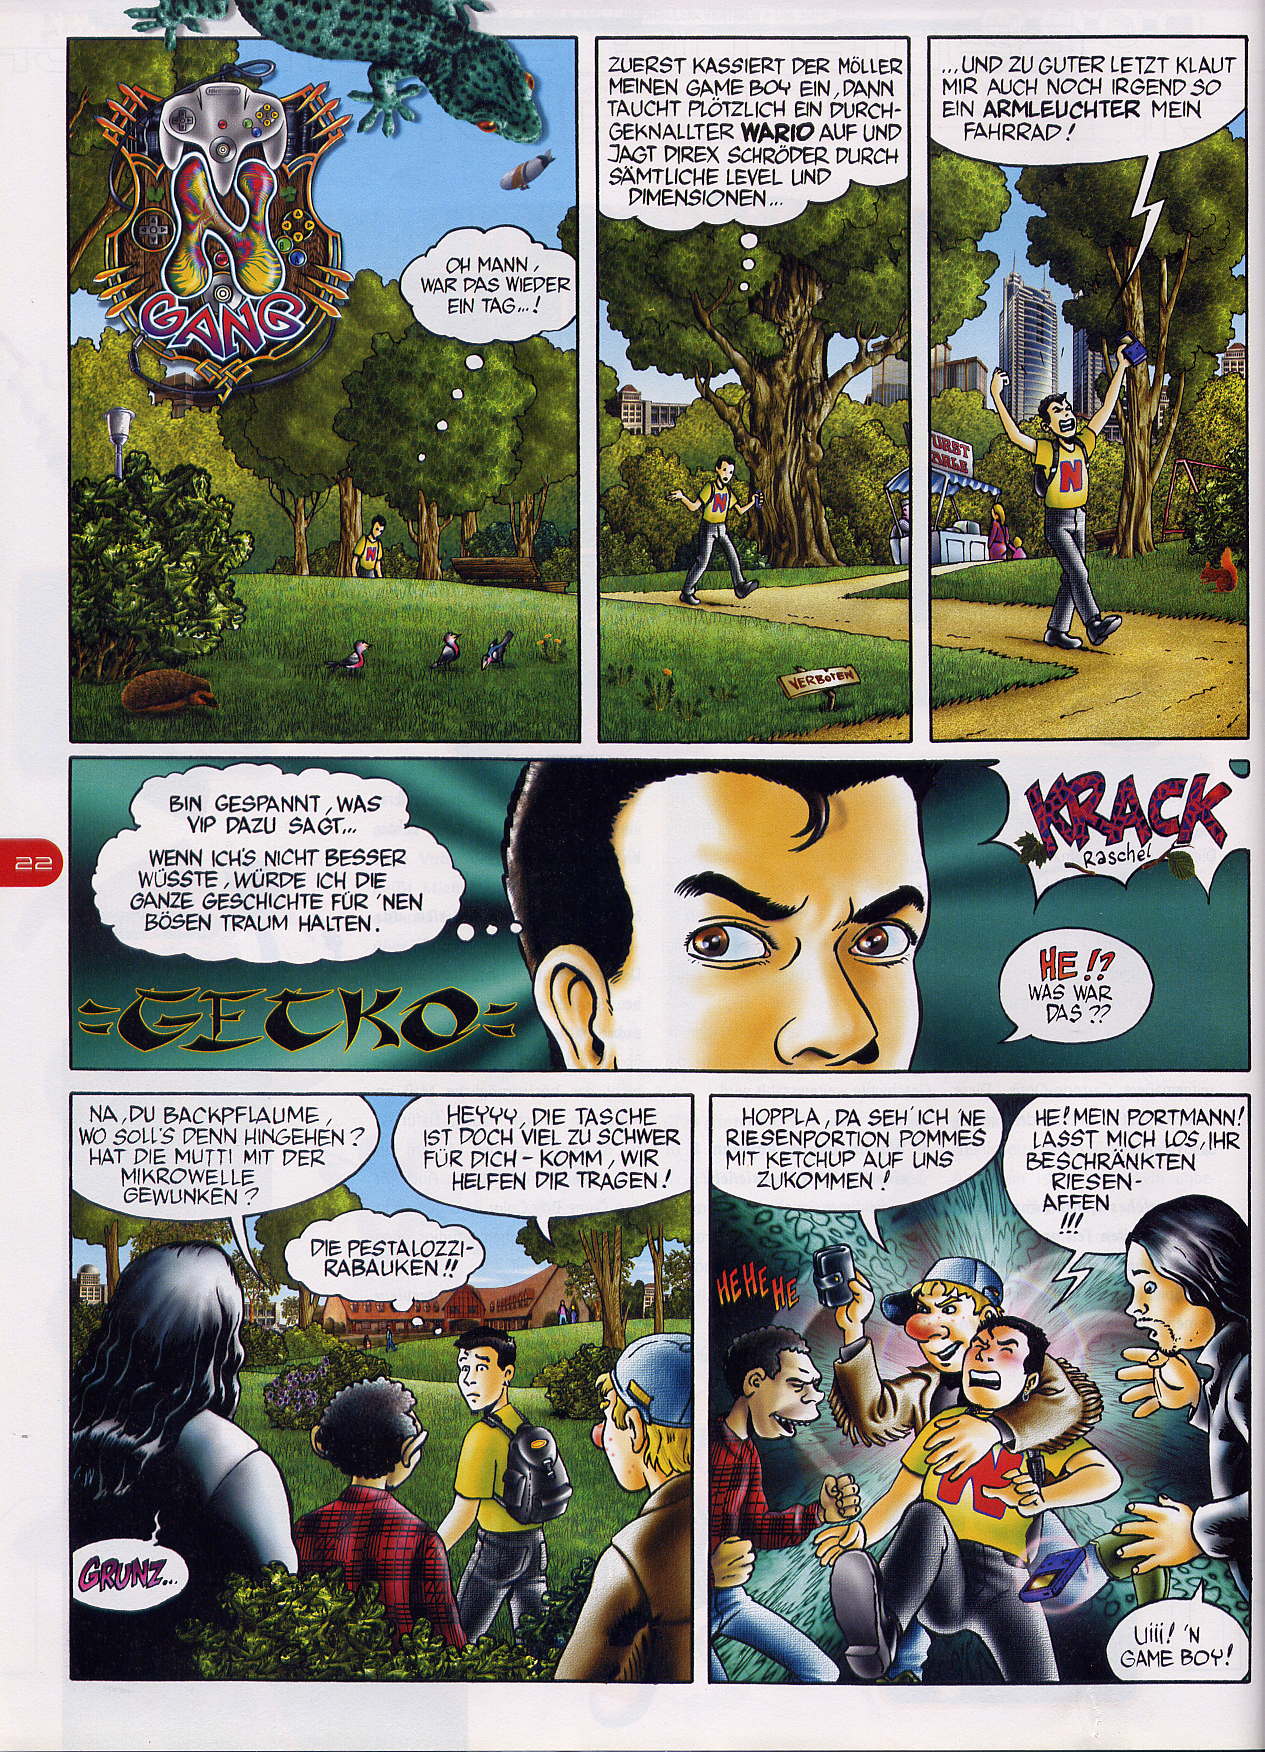 N
GANG
OH MANN,
WAR DAS WIEDER
EIN TAG...!
N
ZUERST KASSIERT DER MÖLLER
MEINEN GAME BOY EIN, DANN
TAUCHT PLÖTZLICH EIN DURCH-
GEKNALLTER WARIO AUF UND
JAGT DIREX SCHRÖDER DURCH
SÄMTLICHE LEVEL UND
DIMENSIONEN...
N
VERBOTEN
...UND ZU GUTER LETZT KLAUT
MIR AUCH NOCH IRGEND SO
EIN ARMLEUCHTER MEIN
FAHRRAD!
N
22
BIN GESPANNT, WAS
VIP DAZU SAGT...
WENN ICH'S NICHT BESSER
WÜSSTE, WÜRDE ICH DIE
GANZE GESCHICHTE FÜR 'NEN
BÖSEN TRAUM HALTEN.
=GECKO=
KRACK
Raschel
HE!?
WAS WAR
DAS??
NA, DU BACKPFLAUME,
WO SOLL'S DENN HINGEHEN?
HAT DIE MUTTI MIT DER
MIKROWELLE
GEWUNKEN?
HEYYY, DIE TASCHE
IST DOCH VIEL ZU SCHWER
FÜR DICH - KOMM, WIR
HELFEN DIR TRAGEN!
DIE PESTALOZZI-
RABAUKEN!!
GRUNZ...
HOPPLA, DA SEH' ICH 'NE
RIESENPORTION POMMES
MIT KETCHUP AUF UNS
ZUKOMMEN!
HE! MEIN PORTMANN!
LASST MICH LOS, IHR
BESCHRÄNKTEN
RIESEN-
AFFEN
!!!
HEHEHE
N
UIII! 'N
GAME BOY!